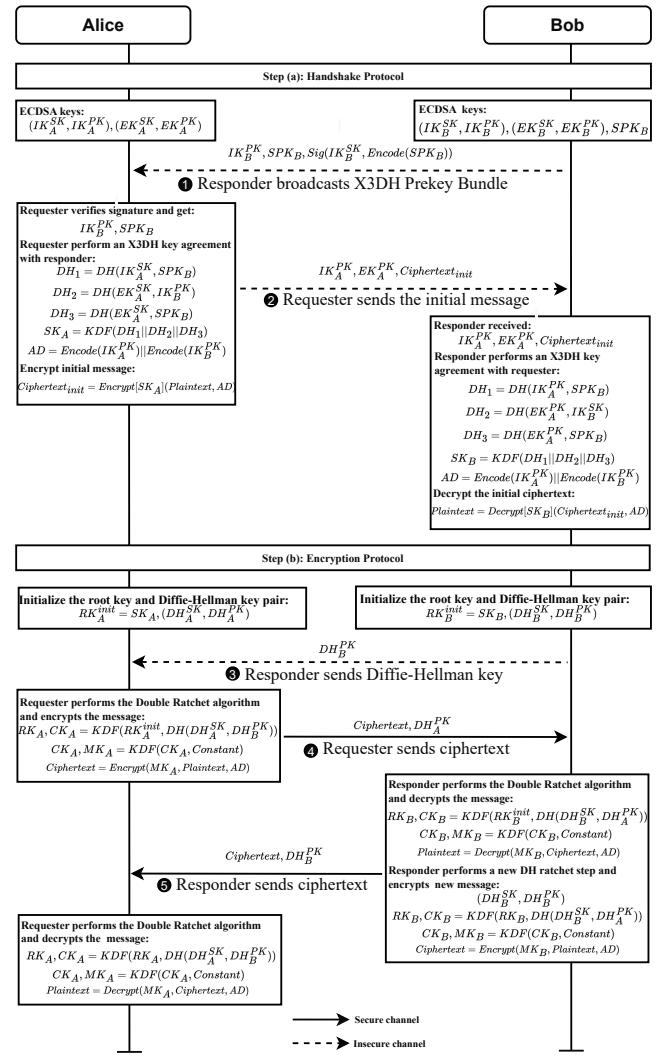 Alice
Bob
Step (a): Handshake Protocol
ECDSA keys:
(IK_A^{SK}, IK_A^{PK}), (EK_A^{SK}, EK_A^{PK})
ECDSA keys:
(IK_B^{SK}, IK_B^{PK}), (EK_B^{SK}, EK_B^{PK}), SPK_B
IK_B^{PK}, SPK_B, Sig(IK_B^{SK}, Encode(SPK_B))
❶ Responder broadcasts X3DH Prekey Bundle
Requester verifies signature and get:
IK_B^{PK}, SPK_B
Requester perform an X3DH key agreement
with responder:
DH_1 = DH(IK_A^{SK}, SPK_B)
DH_2 = DH(EK_A^{SK}, IK_B^{PK})
DH_3 = DH(EK_A^{SK}, SPK_B)
SK_A = KDF(DH_1||DH_2||DH_3)
AD = Encode(IK_A^{PK})||Encode(IK_B^{PK})
Encrypt initial message:
Ciphertext_{init} = Encrypt[SK_A](Plaintext, AD)
IK_A^{PK}, EK_A^{PK}, Ciphertext_{init}
❷ Requester sends the initial message
Responder received:
IK_A^{PK}, EK_A^{PK}, Ciphertext_{init}
Responder performs an X3DH key
agreement with requester:
DH_1 = DH(IK_A^{PK}, SPK_B)
DH_2 = DH(EK_A^{PK}, IK_B^{SK})
DH_3 = DH(EK_A^{PK}, SPK_B)
SK_B = KDF(DH_1||DH_2||DH_3)
AD = Encode(IK_A^{PK})||Encode(IK_B^{PK})
Decrypt the initial ciphertext:
Plaintext = Decrypt[SK_B](Ciphertext_{init}, AD)
Step (b): Encryption Protocol
Initialize the root key and Diffie-Hellman key pair:
RK_A^{init} = SK_A, (DH_A^{SK}, DH_A^{PK})
Initialize the root key and Diffie-Hellman key pair:
RK_B^{init} = SK_B, (DH_B^{SK}, DH_B^{PK})
DH_B^{PK}
❸ Responder sends Diffie-Hellman key
Requester performs the Double Ratchet algorithm
and encrypts the message:
RK_A, CK_A = KDF(RK_A^{init}, DH(DH_A^{SK}, DH_B^{PK}))
CK_A, MK_A = KDF(CK_A, Constant)
Ciphertext = Encrypt(MK_A, Plaintext, AD)
Ciphertext, DH_A^{PK}
❹ Requester sends ciphertext
Responder performs the Double Ratchet algorithm
and decrypts the message:
RK_B, CK_B = KDF(RK_B^{init}, DH(DH_B^{SK}, DH_A^{PK}))
CK_B, MK_B = KDF(CK_B, Constant)
Plaintext = Decrypt(MK_B, Ciphertext, AD)
Responder performs a new DH ratchet step and
encrypts new message:
(DH_B^{SK}, DH_B^{PK})
RK_B, CK_B = KDF(RK_B, DH(DH_B^{SK}, DH_A^{PK}))
CK_B, MK_B = KDF(CK_B, Constant)
Ciphertext = Encrypt(MK_B, Plaintext, AD)
Ciphertext, DH_B^{PK}
❺ Responder sends ciphertext
Requester performs the Double Ratchet algorithm
and decrypts the message:
RK_A, CK_A = KDF(RK_A, DH(DH_A^{SK}, DH_B^{PK}))
CK_A, MK_A = KDF(CK_A, Constant)
Plaintext = Decrypt(MK_A, Ciphertext, AD)
Secure channel
Insecure channel